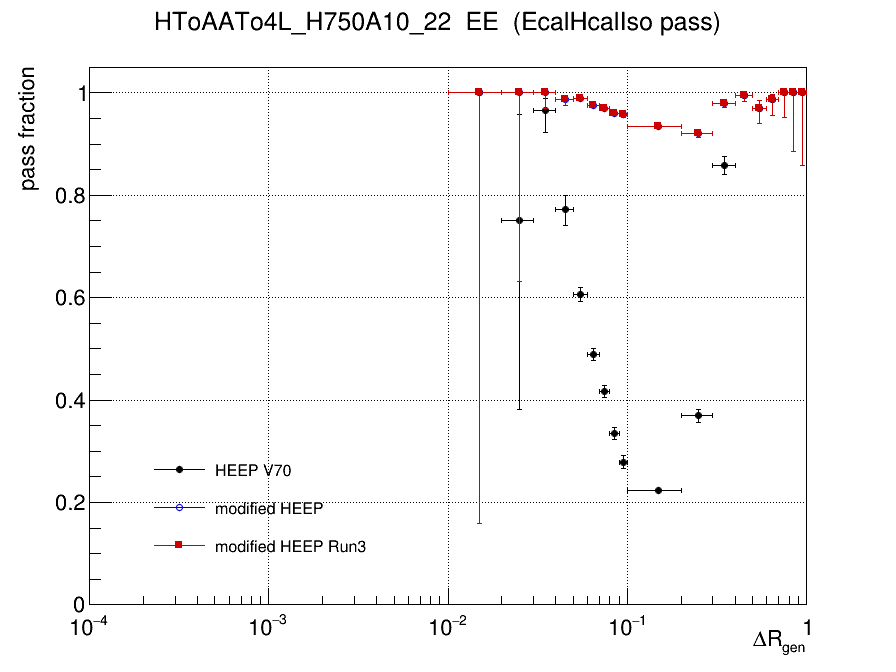 HToAATo4L_H750A10_22 EE (EcalHcalIso pass)
pass fraction
1
0.8
0.6
0.4
0.2
0
HEEP V70
modified HEEP
modified HEEP Run3
10⁻⁴ 10⁻³ 10⁻² 10⁻¹ 1
ΔR_gen